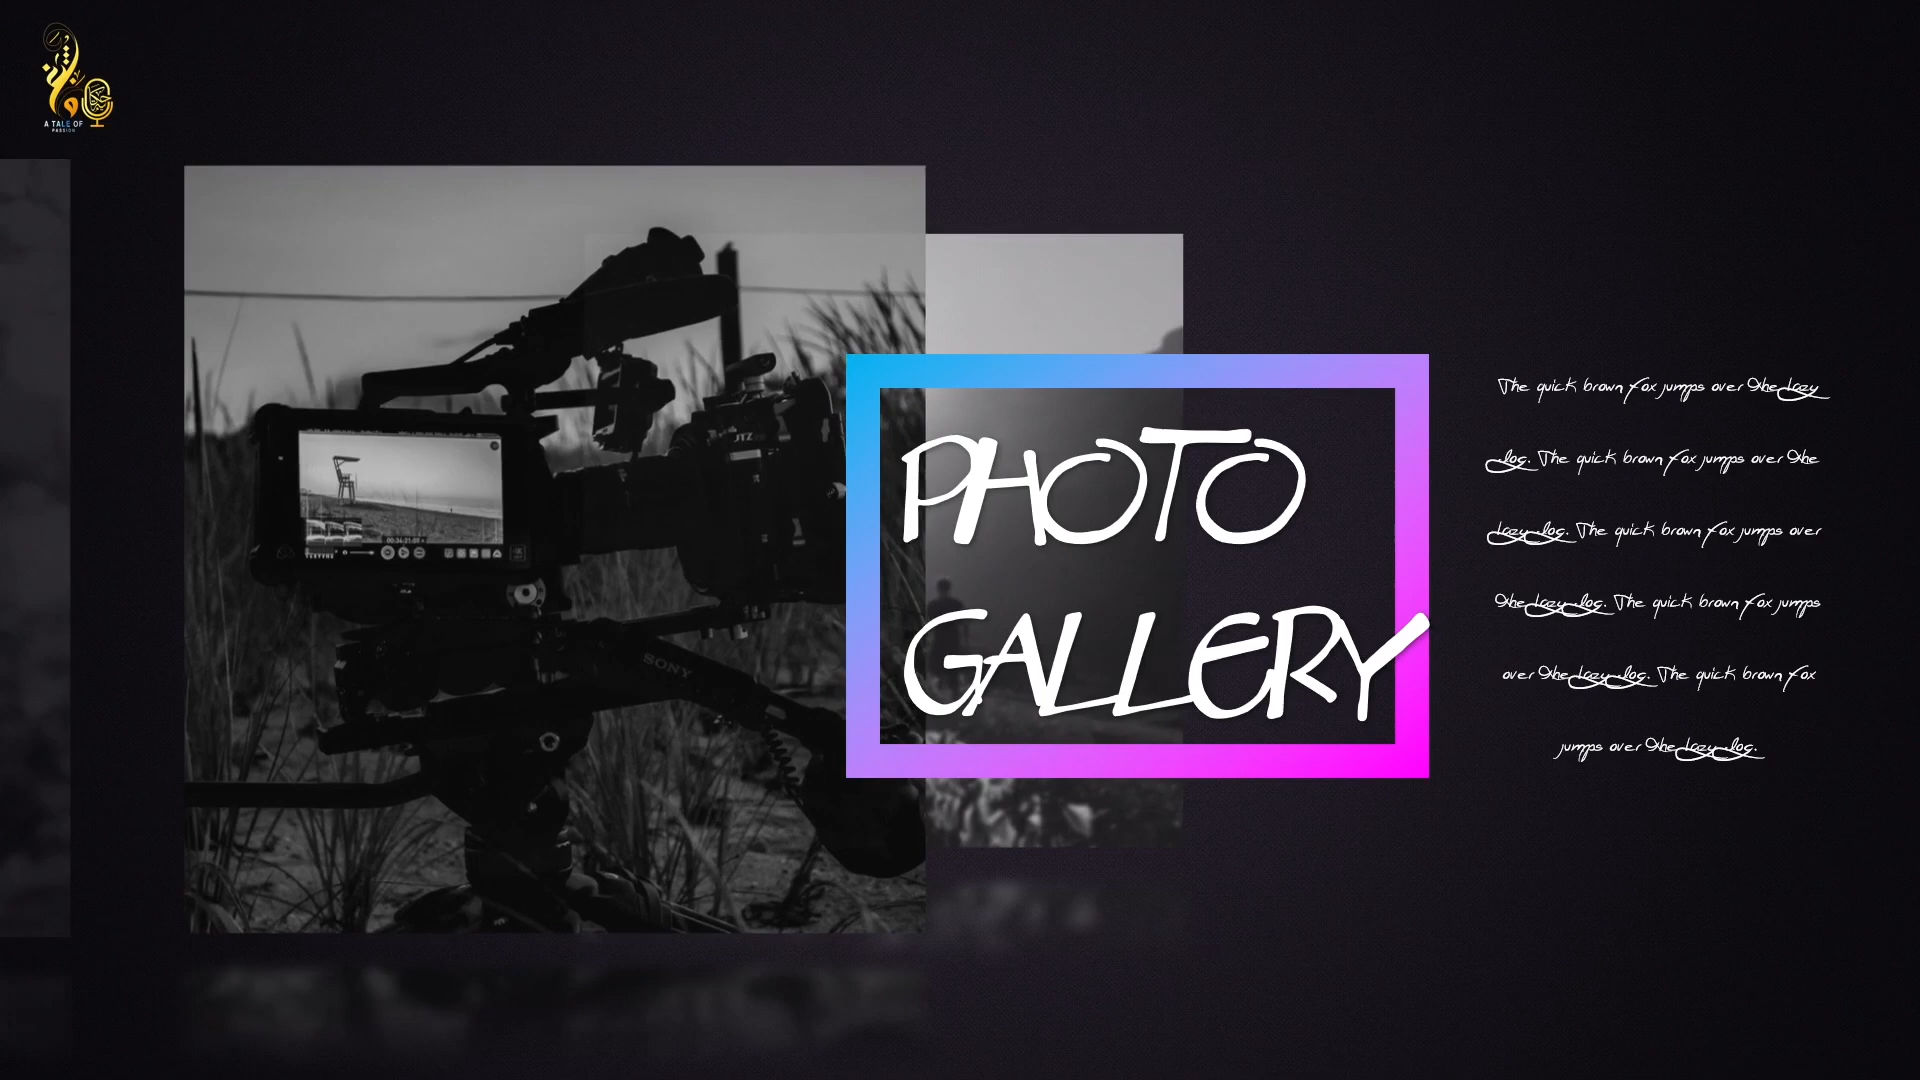 A TALE OF
PASSION
PHOTO
GALLERY
The quick brown fox jumps over the lazy
dog. The quick brown fox jumps over the
lazy dog. The quick brown fox jumps over
the lazy dog. The quick brown fox jumps
over the lazy dog. The quick brown fox
jumps over the lazy dog.
SONY